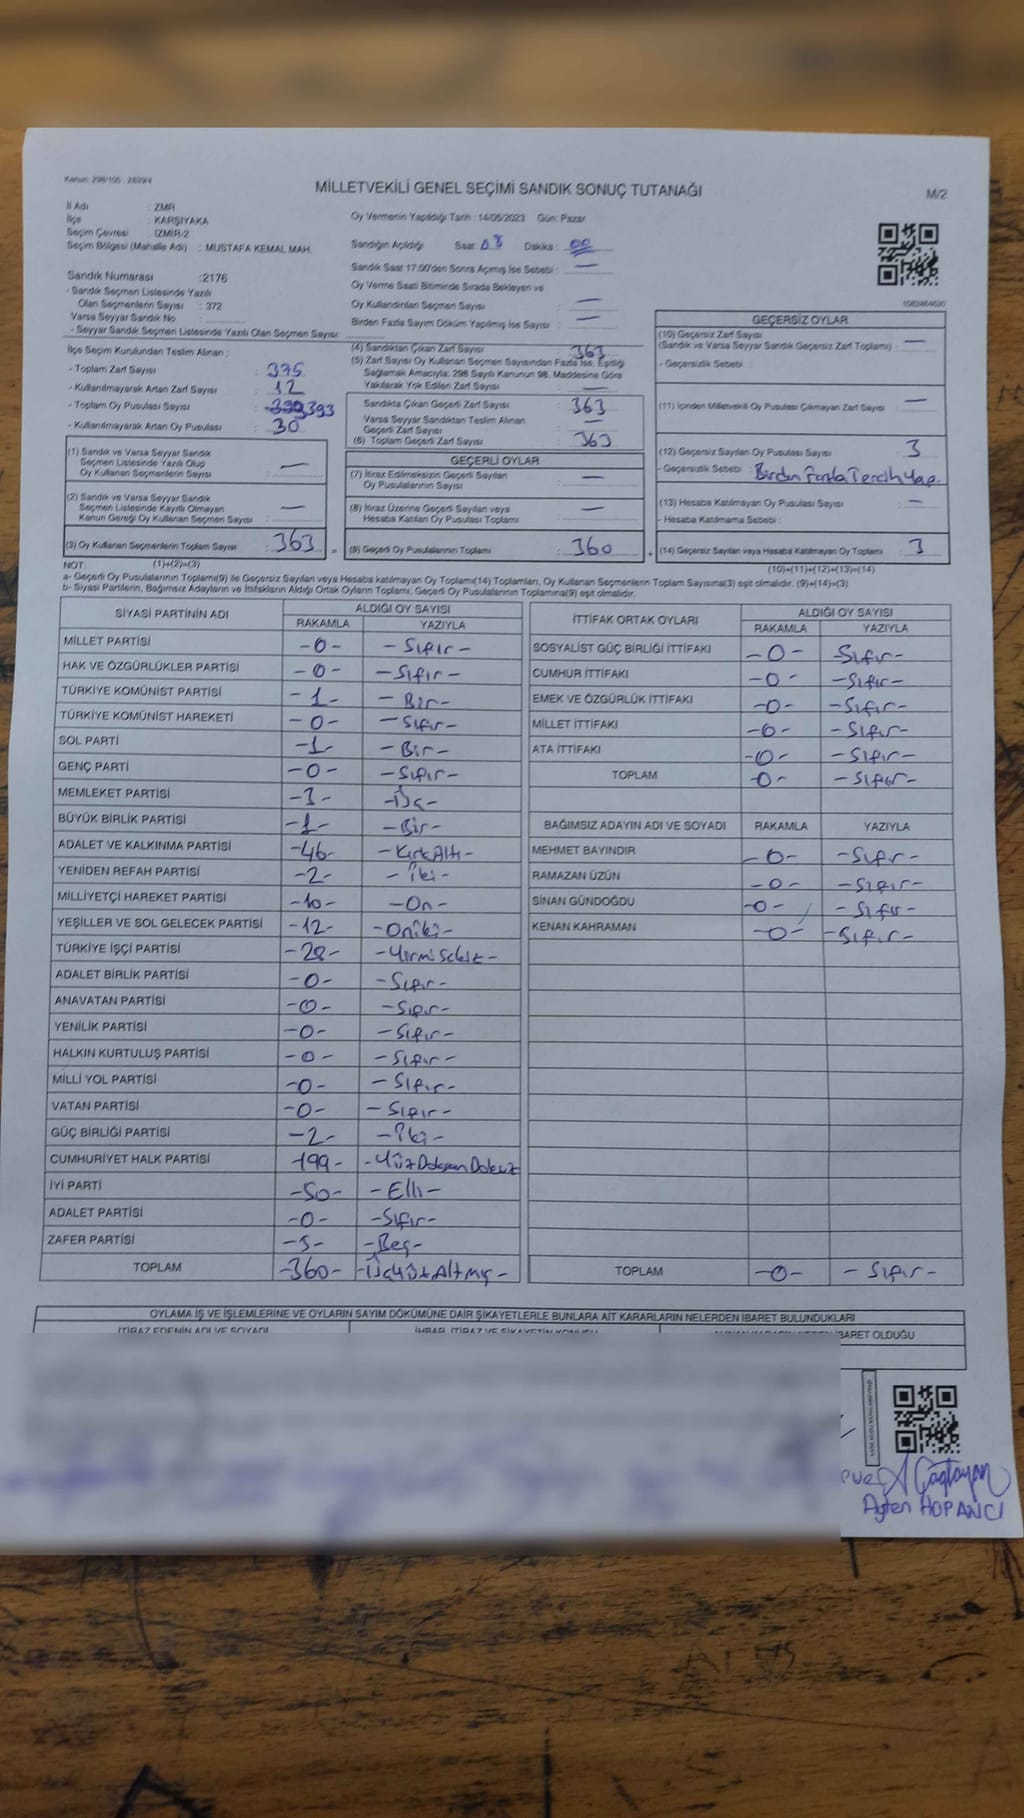 Kanun: 298/105 , 2839/4
MİLLETVEKİLİ GENEL SEÇİMİ SANDIK SONUÇ TUTANAĞI
M/2
İl Adı : ZMR
İlçe : KARŞIYAKA
Seçim Çevresi : İZMİR-2
Seçim Bölgesi (Mahalle Adı) : MUSTAFA KEMAL MAH.
Sandık Numarası :2176
- Sandık Seçmen Listesinde Yazılı
Olan Seçmenlerin Sayısı : 372
Varsa Seyyar Sandık No :
- Seyyar Sandık Seçmen Listesinde Yazılı Olan Seçmen Sayısı:
Oy Vermenin Yapıldığı Tarih : 14/05/2023 Gün: Pazar
Sandığın Açıldığı Saat: 08 Dakika : 00
Sandık Saat 17:00'den Sonra Açılmış İse Sebebi : —
Oy Verme Saati Bitiminde Sırada Bekleyen ve
Oy Kullandırılan Seçmen Sayısı —
Birden Fazla Sayım Döküm Yapılmış İse Sayısı : —
İlçe Seçim Kurulundan Teslim Alınan ;
- Toplam Zarf Sayısı : 375
- Kullanılmayarak Artan Zarf Sayısı : 12
- Toplam Oy Pusulası Sayısı : 393
- Kullanılmayarak Artan Oy Pusulası : 30
(4) Sandıktan Çıkan Zarf Sayısı : 363
(5) Zarf Sayısı Oy Kullanan Seçmen Sayısından Fazla İse, Eşitliği
Sağlamak Amacıyla; 298 Sayılı Kanunun 98. Maddesine Göre
Yakılarak Yok Edilen Zarf Sayısı : —
Sandıkta Çıkan Geçerli Zarf Sayısı : 363
Varsa Seyyar Sandıktan Teslim Alınan
Geçerli Zarf Sayısı : —
(6) Toplam Geçerli Zarf Sayısı : 363
GEÇERSİZ OYLAR
(10) Geçersiz Zarf Sayısı
(Sandık ve Varsa Seyyar Sandık Geçersiz Zarf Toplamı) : —
- Geçersizlik Sebebi :
(11) İçinden Milletvekili Oy Pusulası Çıkmayan Zarf Sayısı : —
(12) Geçersiz Sayılan Oy Pusulası Sayısı : 3
- Geçersizlik Sebebi : Birden Fazla Tercih Yap.
(13) Hesaba Katılmayan Oy Pusulası Sayısı : —
- Hesaba Katılmama Sebebi :
(14) Geçersiz Sayılan veya Hesaba Katılmayan Oy Toplamı : 3
(10)+(11)+(12)+(13)=(14)
(1) Sandık ve Varsa Seyyar Sandık
Seçmen Listesinde Yazılı Olup
Oy Kullanan Seçmenlerin Sayısı : —
(2) Sandık ve Varsa Seyyar Sandık
Seçmen Listesinde Kayıtlı Olmayan
Kanun Gereği Oy Kullanan Seçmen Sayısı : —
(3) Oy Kullanan Seçmenlerin Toplam Sayısı : 363
GEÇERLİ OYLAR
(7) İtiraz Edilmeksizin Geçerli Sayılan
Oy Pusulalarının Sayısı : —
(8) İtiraz Üzerine Geçerli Sayılan veya
Hesaba Katılan Oy Pusulası Toplamı : —
(9) Geçerli Oy Pusulalarının Toplamı : 360
NOT: (1)+(2)=(3)
a- Geçerli Oy Pusulalarının Toplamı(9) ile Geçersiz Sayılan veya Hesaba katılmayan Oy Toplamı(14) Toplamları, Oy Kullanan Seçmenlerin Toplam Sayısına(3) eşit olmalıdır. (9)+(14)=(3)
b- Siyasi Partilerin, Bağımsız Adayların ve İttifakların Aldığı Ortak Oyların Toplamı, Geçerli Oy Pusulalarının Toplamına(9) eşit olmalıdır.
SİYASİ PARTİNİN ADI ALDIĞI OY SAYISI
RAKAMLA YAZIYLA
MİLLET PARTİSİ -0- -Sıfır-
HAK VE ÖZGÜRLÜKLER PARTİSİ -0- -Sıfır-
TÜRKİYE KOMÜNİST PARTİSİ -1- -Bir-
TÜRKİYE KOMÜNİST HAREKETİ -0- -Sıfır-
SOL PARTİ -1- -Bir-
GENÇ PARTİ -0- -Sıfır-
MEMLEKET PARTİSİ -3- -Üç-
BÜYÜK BİRLİK PARTİSİ -1- -Bir-
ADALET VE KALKINMA PARTİSİ -46- -KırkAltı-
YENİDEN REFAH PARTİSİ -2- -İki-
MİLLİYETÇİ HAREKET PARTİSİ -10- -On-
YEŞİLLER VE SOL GELECEK PARTİSİ -12- -Oniki-
TÜRKİYE İŞÇİ PARTİSİ -28- -YirmiSekiz-
ADALET BİRLİK PARTİSİ -0- -Sıfır-
ANAVATAN PARTİSİ -0- -Sıfır-
YENİLİK PARTİSİ -0- -Sıfır-
HALKIN KURTULUŞ PARTİSİ -0- -Sıfır-
MİLLİ YOL PARTİSİ -0- -Sıfır-
VATAN PARTİSİ -0- -Sıfır-
GÜÇ BİRLİĞİ PARTİSİ -2- -İki-
CUMHURİYET HALK PARTİSİ -199- -YüzDoksanDokuz
İYİ PARTİ -50- -Elli-
ADALET PARTİSİ -0- -Sıfır-
ZAFER PARTİSİ -5- -Beş-
TOPLAM -360- -ÜçYüzAltmış-
İTTİFAK ORTAK OYLARI ALDIĞI OY SAYISI
RAKAMLA YAZIYLA
SOSYALİST GÜÇ BİRLİĞİ İTTİFAKI -0- -Sıfır-
CUMHUR İTTİFAKI -0- -Sıfır-
EMEK VE ÖZGÜRLÜK İTTİFAKI -0- -Sıfır-
MİLLET İTTİFAKI -0- -Sıfır-
ATA İTTİFAKI -0- -Sıfır-
TOPLAM -0- -Sıfır-
BAĞIMSIZ ADAYIN ADI VE SOYADI RAKAMLA YAZIYLA
MEHMET BAYINDIR -0- -Sıfır-
RAMAZAN ÜZÜN -0- -Sıfır-
SİNAN GÜNDOĞDU -0- -Sıfır-
KENAN KAHRAMAN -0- -Sıfır-
TOPLAM -0- -Sıfır-
OYLAMA İŞ VE İŞLEMLERİNE VE OYLARIN SAYIM DÖKÜMÜNE DAİR ŞİKAYETLERLE BUNLARA AİT KARARLARIN NELERDEN İBARET BULUNDUKLARI
İTİRAZ EDENİN ADI VE SOYADI İHBAR, İTİRAZ VE ŞİKAYETİN KONUSU BARET OLDUĞU
Çağtayan
Ayten HOPANCI